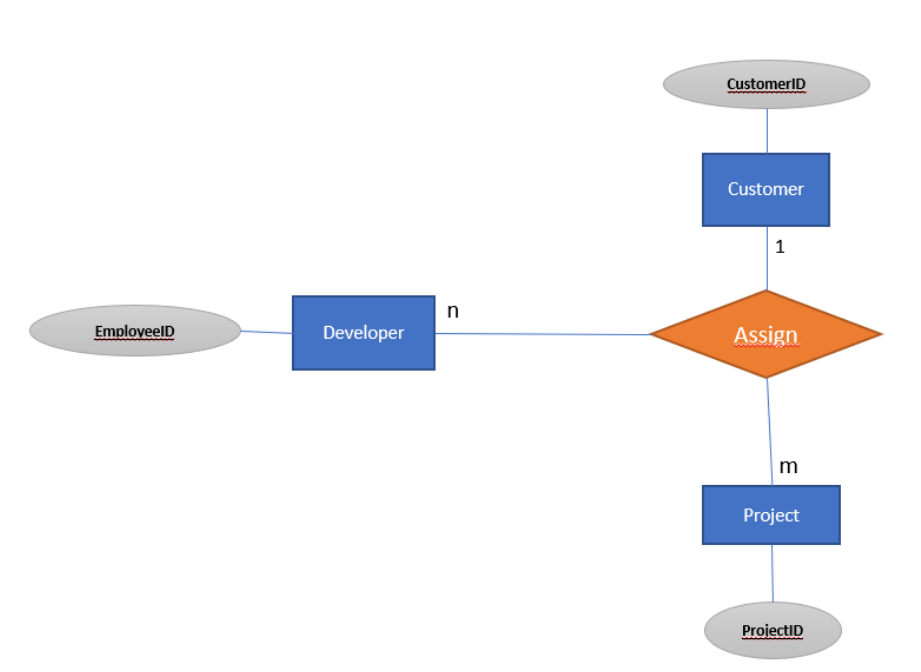 CustomerID
Customer
1
EmployeeID
Developer
n
Assign
m
Project
ProjectID